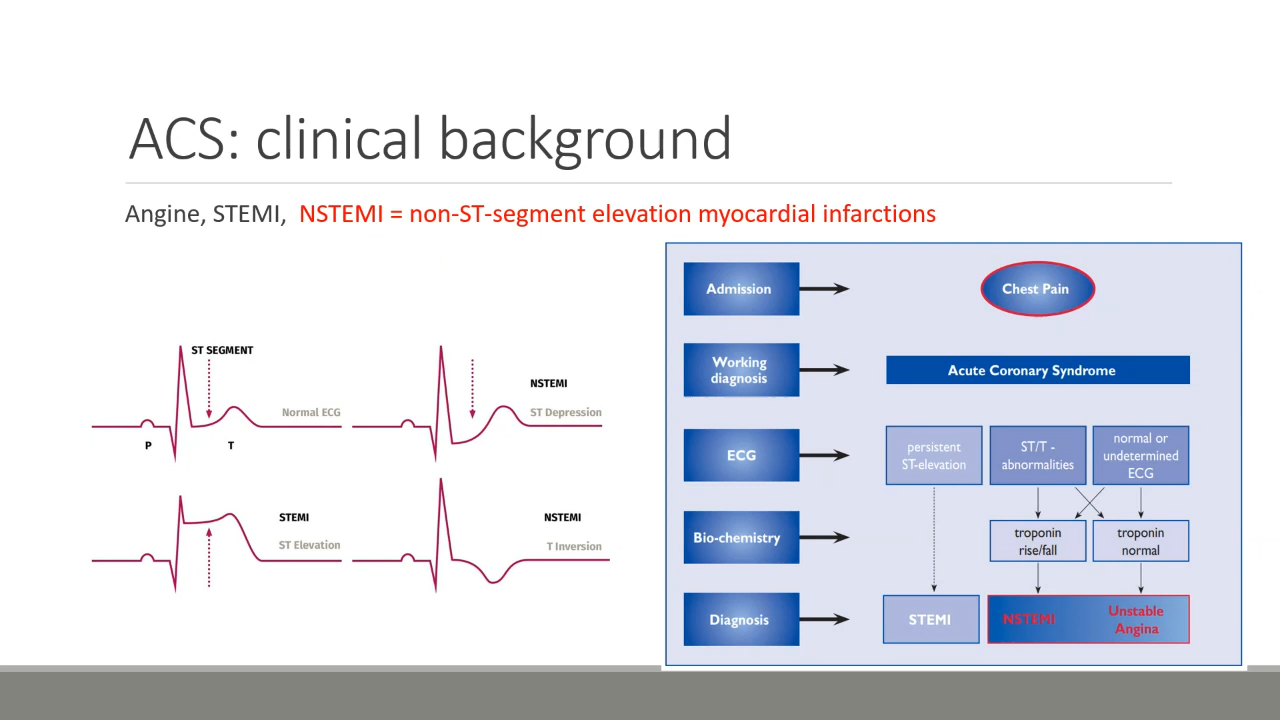 ACS: clinical background
Angine, STEMI, NSTEMI = non-ST-segment elevation myocardial infarctions
ST SEGMENT
Normal ECG
P
T
NSTEMI
ST Depression
STEMI
ST Elevation
NSTEMI
T Inversion
Admission
Chest Pain
Working
diagnosis
Acute Coronary Syndrome
ECG
persistent
ST-elevation
ST/T -
abnormalities
normal or
undetermined
ECG
Bio-chemistry
troponin
rise/fall
troponin
normal
Diagnosis
STEMI
NSTEMI
Unstable
Angina